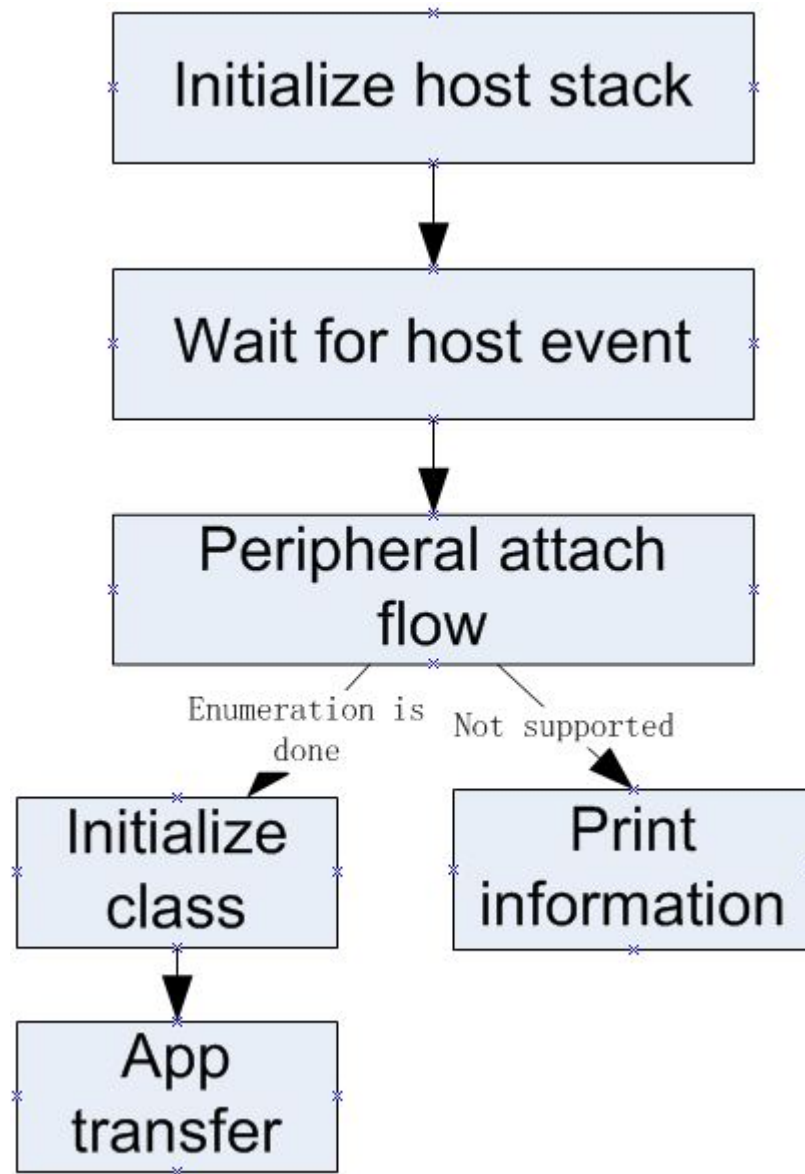 Initialize host stack
Wait for host event
Peripheral attach
flow
Enumeration is
done
Not supported
Initialize
class
Print
information
App
transfer